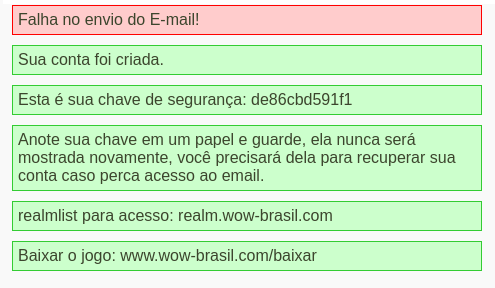 Falha no envio do E-mail!
Sua conta foi criada.
Esta é sua chave de segurança: de86cbd591f1
Anote sua chave em um papel e guarde, ela nunca será
mostrada novamente, você precisará dela para recuperar sua
conta caso perca acesso ao email.
realmlist para acesso: realm.wow-brasil.com
Baixar o jogo: www.wow-brasil.com/baixar